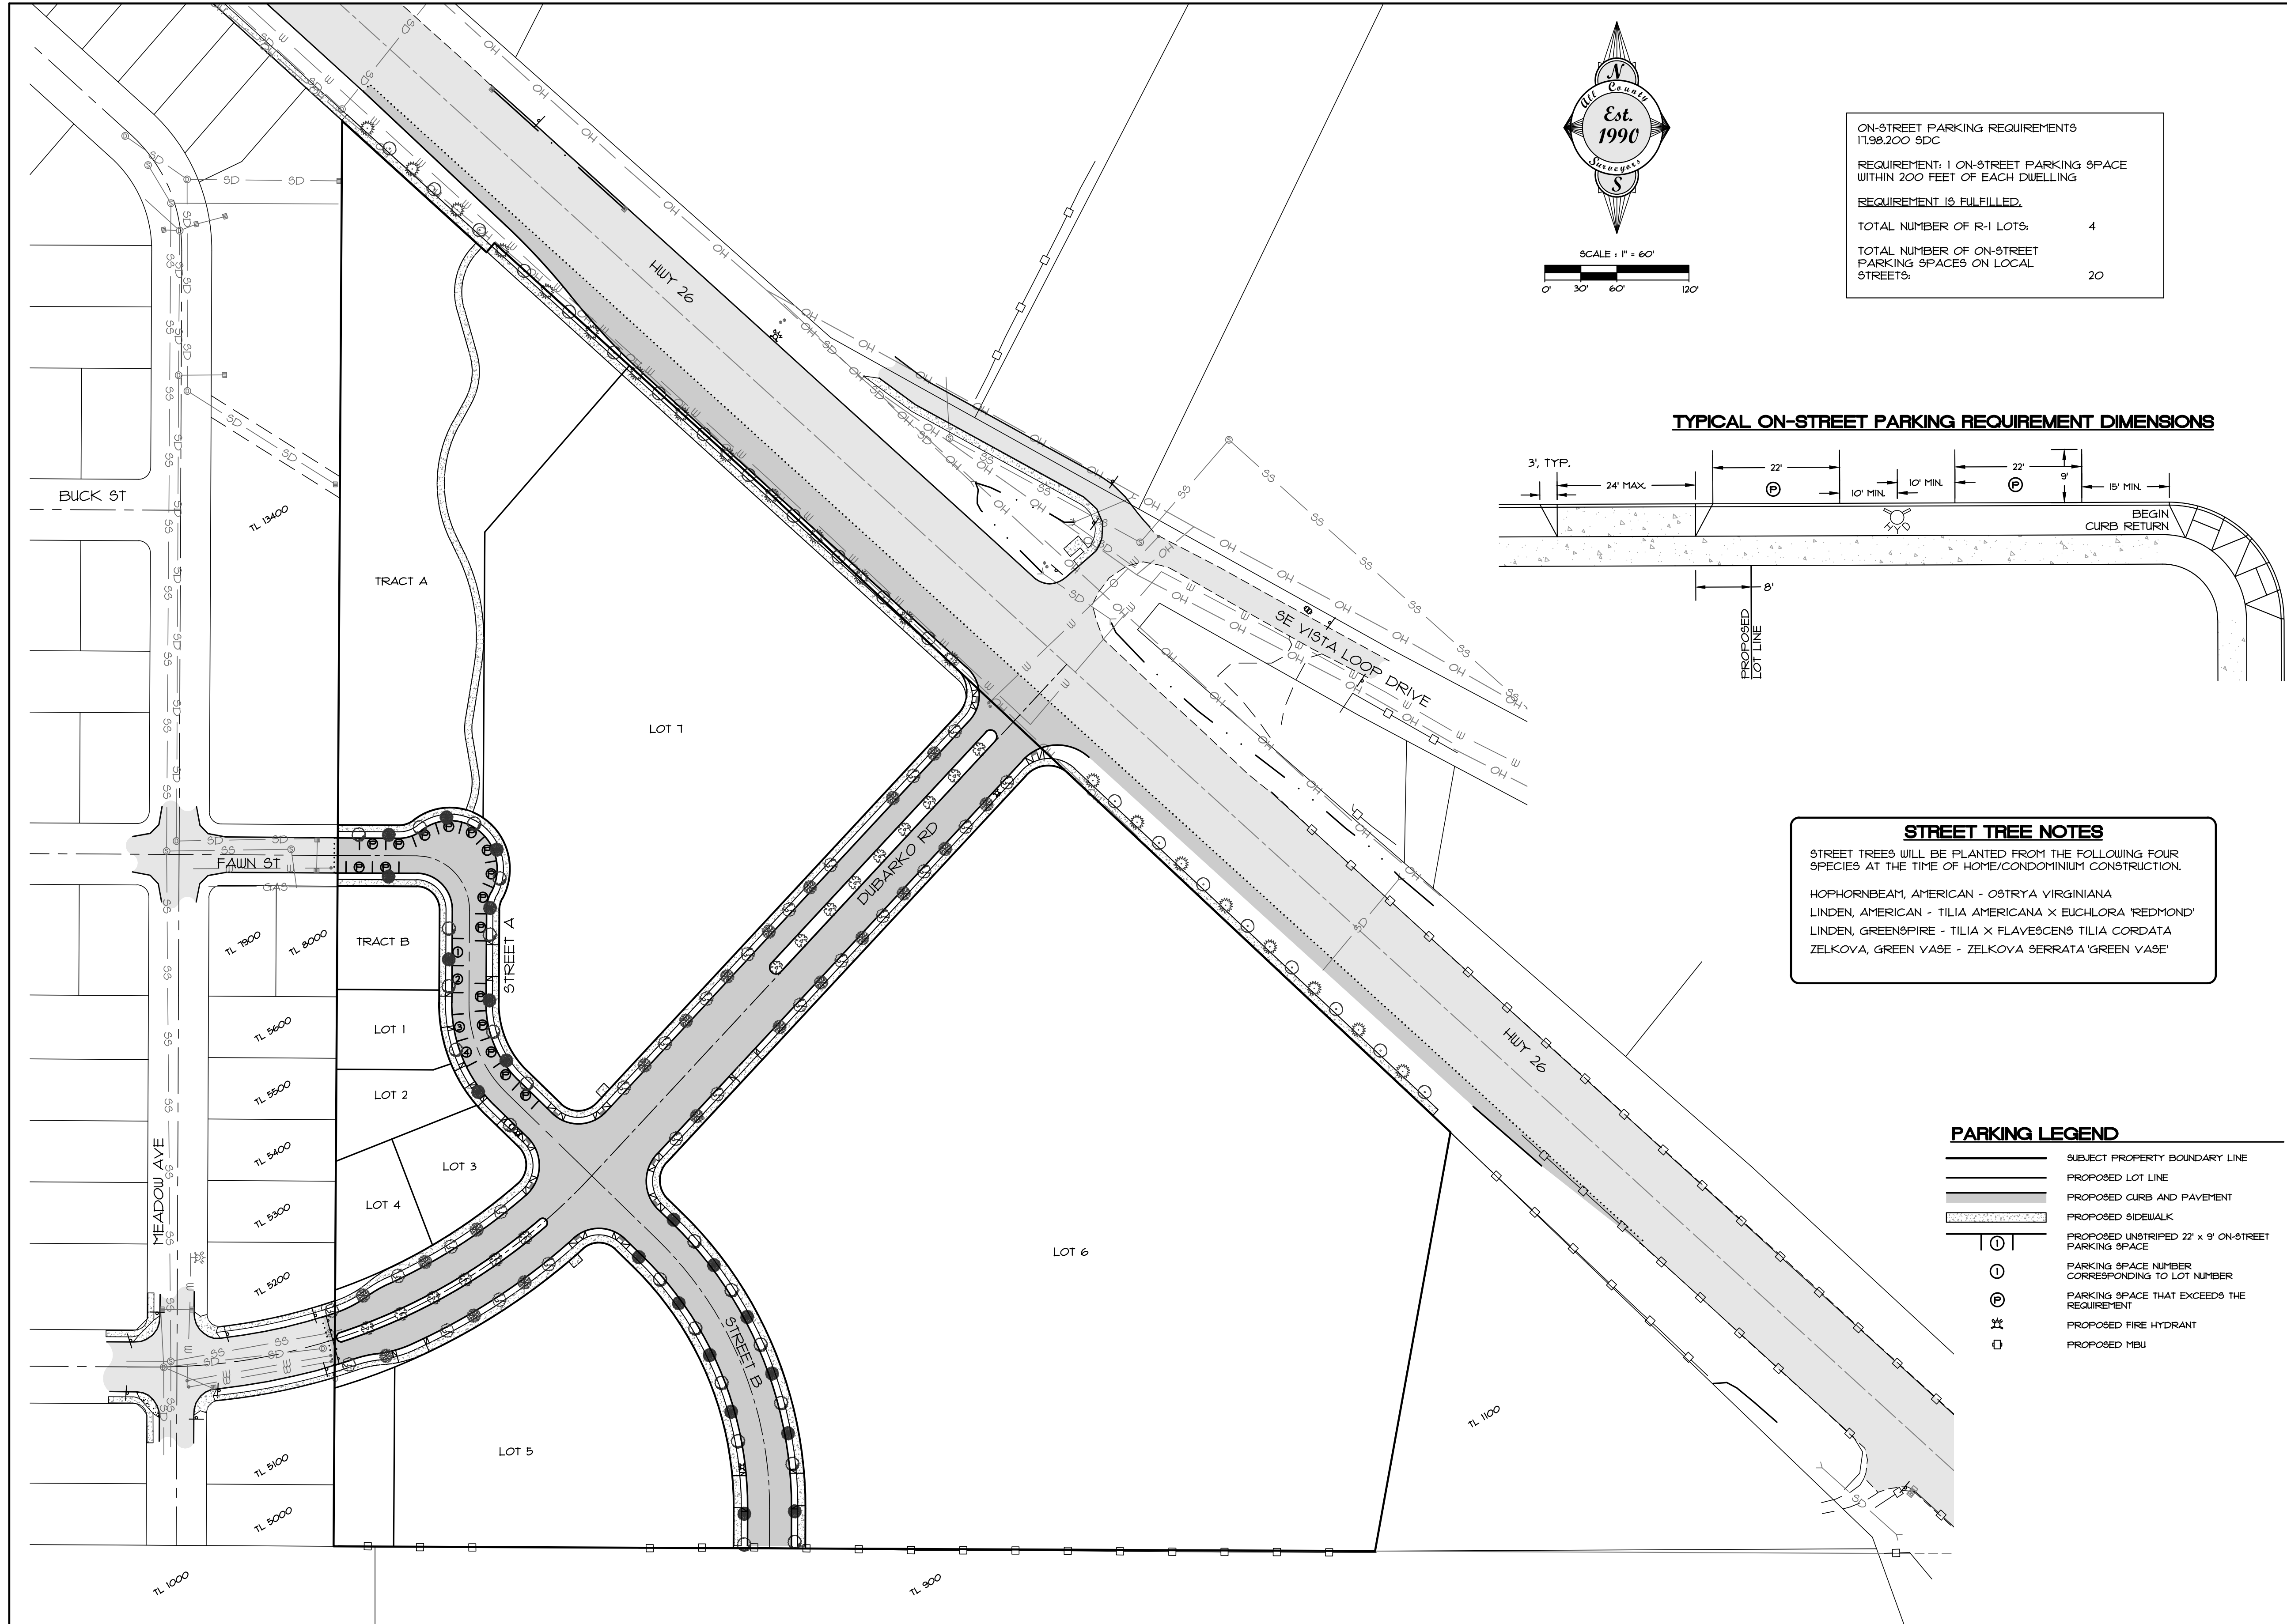 N
All County
Est.
1990
Surveyors
S
SCALE : 1" = 60'
0' 30' 60' 120'
ON-STREET PARKING REQUIREMENTS
17.98.200 SDC
REQUIREMENT: 1 ON-STREET PARKING SPACE
WITHIN 200 FEET OF EACH DWELLING
REQUIREMENT IS FULFILLED.
TOTAL NUMBER OF R-1 LOTS: 4
TOTAL NUMBER OF ON-STREET
PARKING SPACES ON LOCAL
STREETS: 20
TYPICAL ON-STREET PARKING REQUIREMENT DIMENSIONS
3', TYP.
24' MAX.
22'
P
10' MIN.
10' MIN.
22'
P
9'
15' MIN.
HYD
BEGIN
CURB RETURN
8'
PROPOSED
LOT LINE
STREET TREE NOTES
STREET TREES WILL BE PLANTED FROM THE FOLLOWING FOUR
SPECIES AT THE TIME OF HOME/CONDOMINIUM CONSTRUCTION.
HOPHORNBEAM, AMERICAN - OSTRYA VIRGINIANA
LINDEN, AMERICAN - TILIA AMERICANA X EUCHLORA 'REDMOND'
LINDEN, GREENSPIRE - TILIA X FLAVESCENS TILIA CORDATA
ZELKOVA, GREEN VASE - ZELKOVA SERRATA 'GREEN VASE'
PARKING LEGEND
SUBJECT PROPERTY BOUNDARY LINE
PROPOSED LOT LINE
PROPOSED CURB AND PAVEMENT
PROPOSED SIDEWALK
1
PROPOSED UNSTRIPED 22' x 9' ON-STREET
PARKING SPACE
1
PARKING SPACE NUMBER
CORRESPONDING TO LOT NUMBER
P
PARKING SPACE THAT EXCEEDS THE
REQUIREMENT
PROPOSED FIRE HYDRANT
PROPOSED MBU
HWY 26
BUCK ST
TL 13400
TRACT A
LOT 7
SE VISTA LOOP DRIVE
FAWN ST
GAS
DUBARKO RD
STREET A
TL 7900
TL 8000
TRACT B
1
2
3
4
TL 5600
LOT 1
TL 5500
LOT 2
TL 5400
LOT 3
TL 5300
LOT 4
TL 5200
MEADOW AVE
HWY 26
LOT 6
STREET B
LOT 5
TL 5100
TL 5000
TL 1100
TL 1000
TL 900